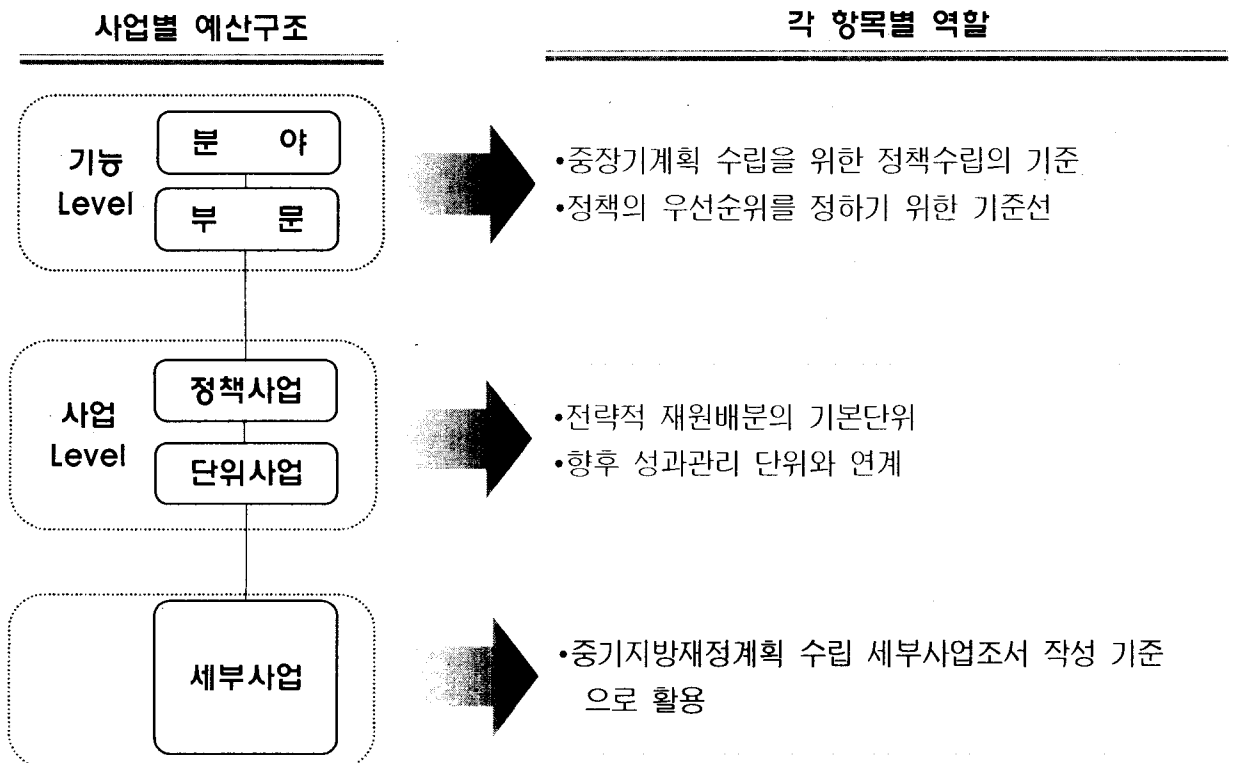 사업별 예산구조
각 항목별 역할
기능
Level
분 야
부 문
•중장기계획 수립을 위한 정책수립의 기준
•정책의 우선순위를 정하기 위한 기준선
사업
Level
정책사업
단위사업
•전략적 재원배분의 기본단위
•향후 성과관리 단위와 연계
세부사업
•중기지방재정계획 수립 세부사업조서 작성 기준
으로 활용